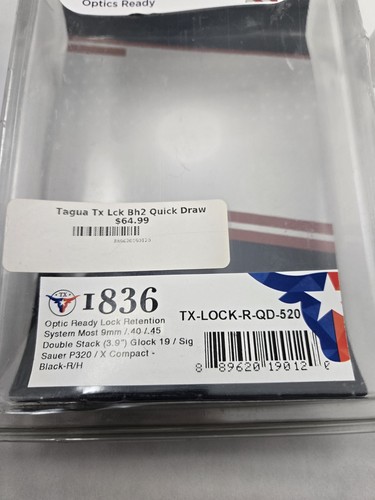 Optics Ready
Tagua Tx Lck Bh2 Quick Draw
$64.99
TX
1836
TX-LOCK-R-QD-520
Optic Ready Lock Retention
System Most 9mm /.40 /.45
Double Stack (3.9") Glock 19 / Sig
Sauer P320 / X Compact -
Black-R/H
8 89620 19012 0